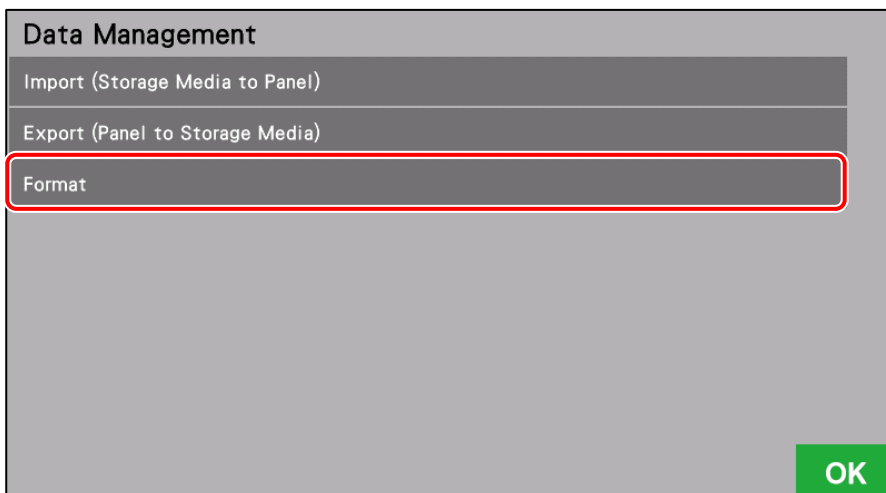 Data Management
Import (Storage Media to Panel)
Export (Panel to Storage Media)
Format
OK